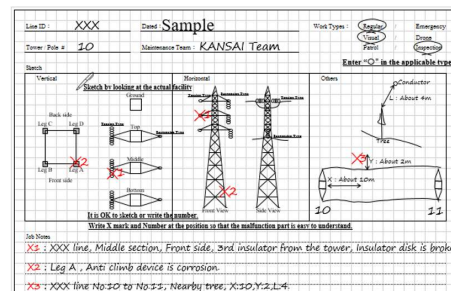 Line ID : XXX Dated : Sample Work Types : Regular / Emergency
Visual / Drone
Tower / Pole # 10 Maintenance Team : KANSAI Team Patrol / Inspection
Enter "O" in the applicable type
Sketch
Vertical Horizontal Others
Sketch by looking at the actual facility
Ground
Conductor
L : About 4m
Back side
Leg C Leg D
Top
Tree
X2
Leg B Leg A
Front side
Middle
X1
X3
X3 Y : About 2m
X : About 10m
Bottom
X2
10 11
It is OK to sketch or write the number. Front View Side View
Write X mark and Number at the position so that the malfunction part is easy to understand.
Job Notes
X1 : XXX line, Middle section, Front side, 3rd insulator from the tower, Insulator disk is broke
X2 : Leg A , Anti climb device is corrosion.
X3 : XXX line No.10 to No.11, Nearby tree, X:10,Y:2,L:4.